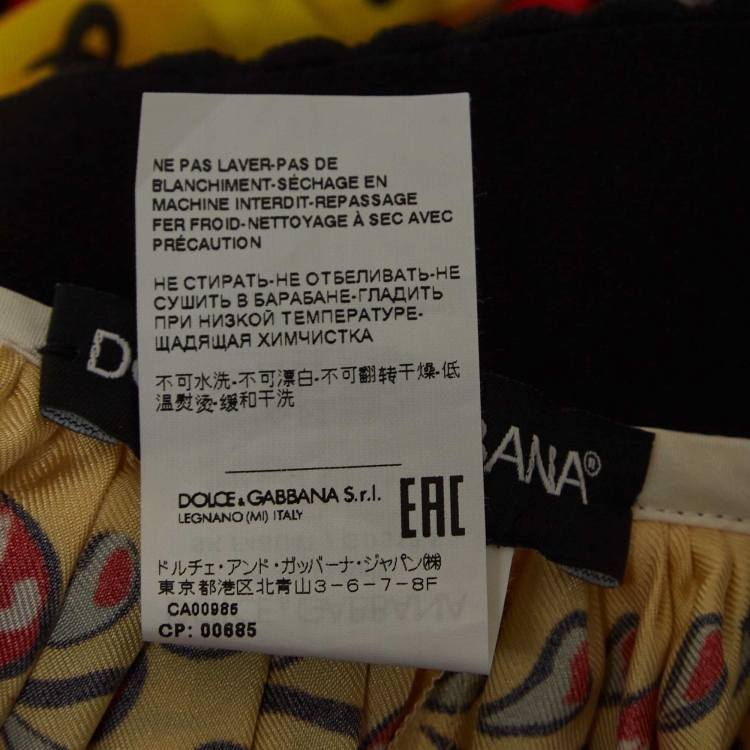 NE PAS LAVER-PAS DE
BLANCHIMENT-SÉCHAGE EN
MACHINE INTERDIT-REPASSAGE
FER FROID-NETTOYAGE À SEC AVEC
PRÉCAUTION
НЕ СТИРАТЬ-НЕ ОТБЕЛИВАТЬ-НЕ
СУШИТЬ В БАРАБАНЕ-ГЛАДИТЬ
ПРИ НИЗКОЙ ТЕМПЕРАТУРЕ-
ЩАДЯЩАЯ ХИМЧИСТКА
不可水洗-不可漂白-不可翻转干燥-低
温熨烫-缓和干洗
DOLCE & GABBANA S.r.l.
LEGNANO (MI) ITALY
EAC
ドルチェ・アンド・ガッバーナ・ジャパン㈱
東京都港区北青山3-6-7-8F
CA00985
CP: 00685
D
BANA®